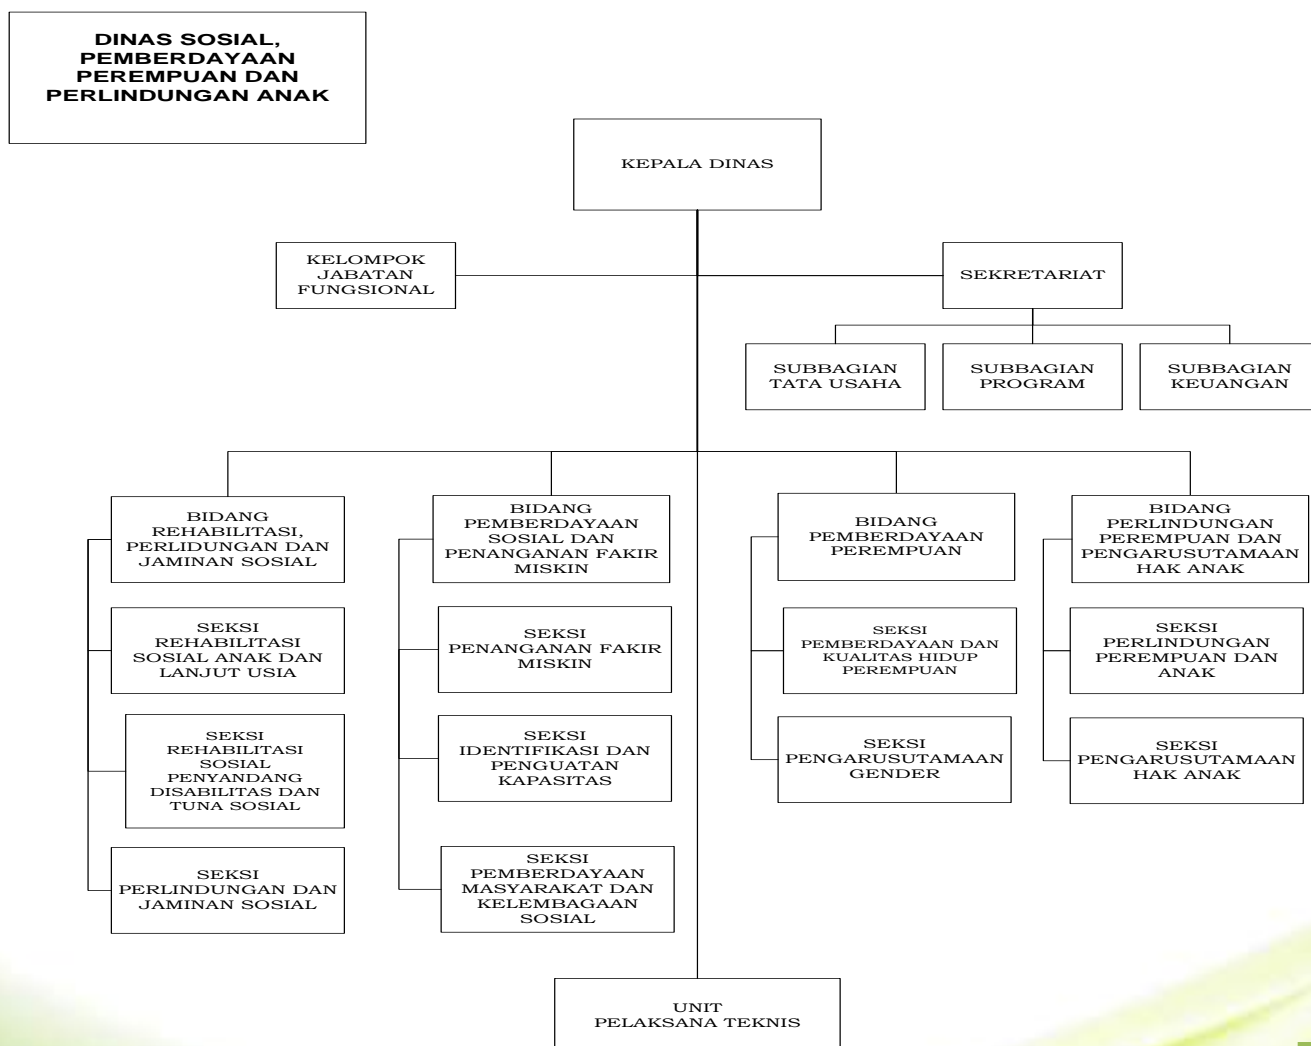 DINAS SOSIAL,
PEMBERDAYAAN
PEREMPUAN DAN
PERLINDUNGAN ANAK
KEPALA DINAS
KELOMPOK
JABATAN
FUNGSIONAL
SEKRETARIAT
SUBBAGIAN
TATA USAHA
SUBBAGIAN
PROGRAM
SUBBAGIAN
KEUANGAN
BIDANG
REHABILITASI,
PERLIDUNGAN DAN
JAMINAN SOSIAL
SEKSI
REHABILITASI
SOSIAL ANAK DAN
LANJUT USIA
SEKSI
REHABILITASI
SOSIAL
PENYANDANG
DISABILITAS DAN
TUNA SOSIAL
SEKSI
PERLINDUNGAN DAN
JAMINAN SOSIAL
BIDANG
PEMBERDAYAAN
SOSIAL DAN
PENANGANAN FAKIR
MISKIN
SEKSI
PENANGANAN FAKIR
MISKIN
SEKSI
IDENTIFIKASI DAN
PENGUATAN
KAPASITAS
SEKSI
PEMBERDAYAAN
MASYARAKAT DAN
KELEMBAGAAN
SOSIAL
BIDANG
PEMBERDAYAAN
PEREMPUAN
SEKSI
PEMBERDAYAAN DAN
KUALITAS HIDUP
PEREMPUAN
SEKSI
PENGARUSUTAMAAN
GENDER
BIDANG
PERLINDUNGAN
PEREMPUAN DAN
PENGARUSUTAMAAN
HAK ANAK
SEKSI
PERLINDUNGAN
PEREMPUAN DAN
ANAK
SEKSI
PENGARUSUTAMAAN
HAK ANAK
UNIT
PELAKSANA TEKNIS